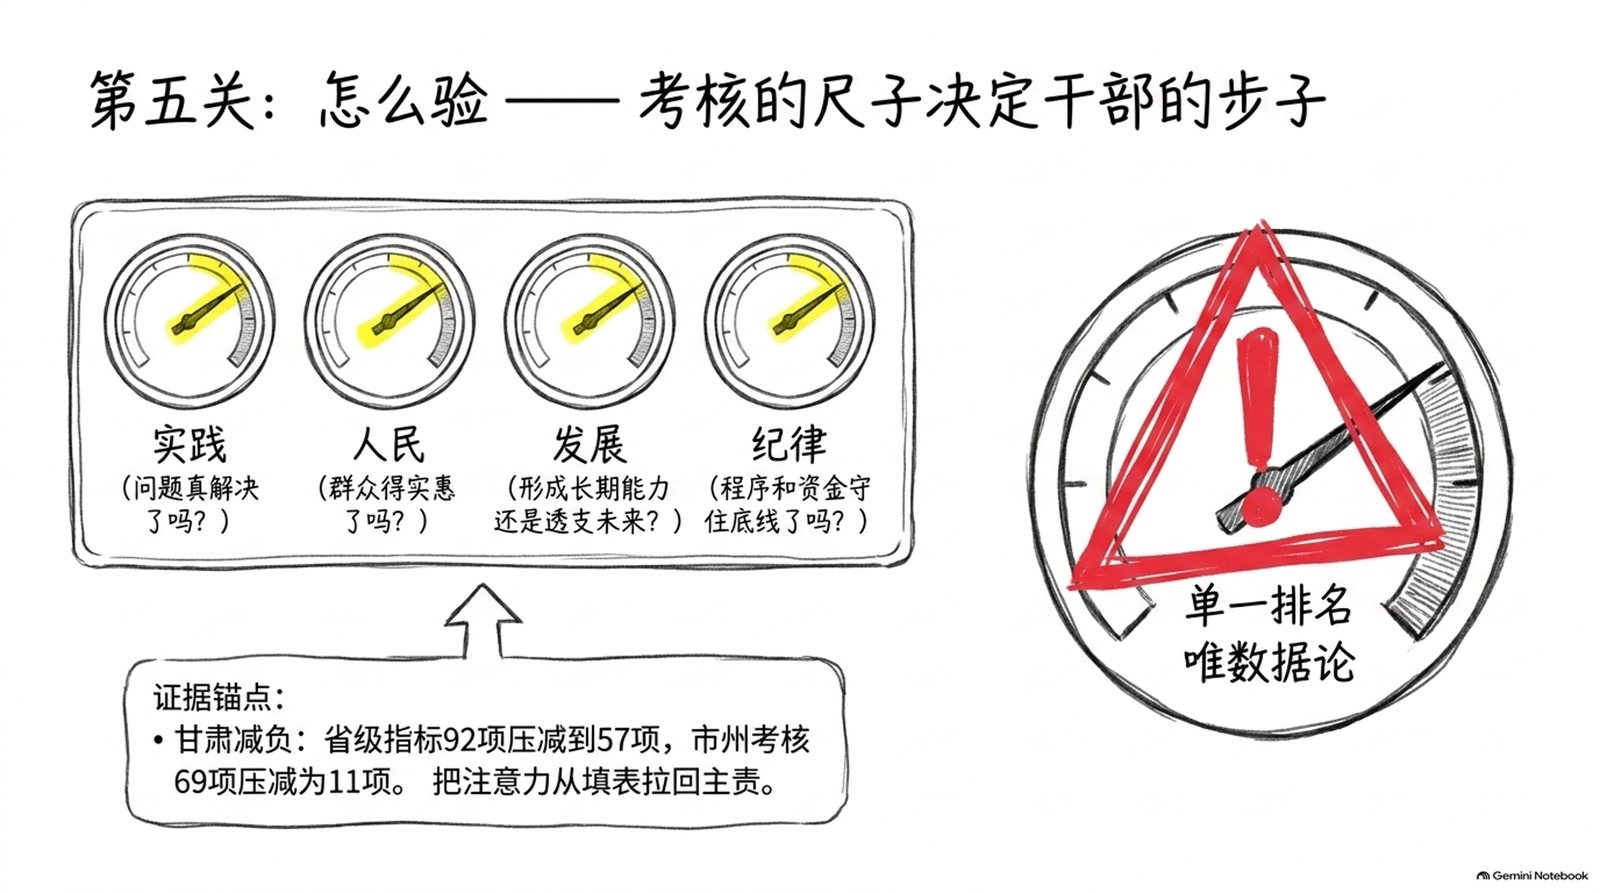 第五关：怎么验 —— 考核的尺子决定干部的步子
实践
（问题真解决
了吗？）
人民
（群众得实惠
了吗？）
发展
（形成长期能力
还是透支未来？）
纪律
（程序和资金守
住底线了吗？）
证据锚点：
• 甘肃减负：省级指标92项压减到57项，市州考核
69项压减为11项。 把注意力从填表拉回主责。
单一排名
唯数据论
Gemini Notebook